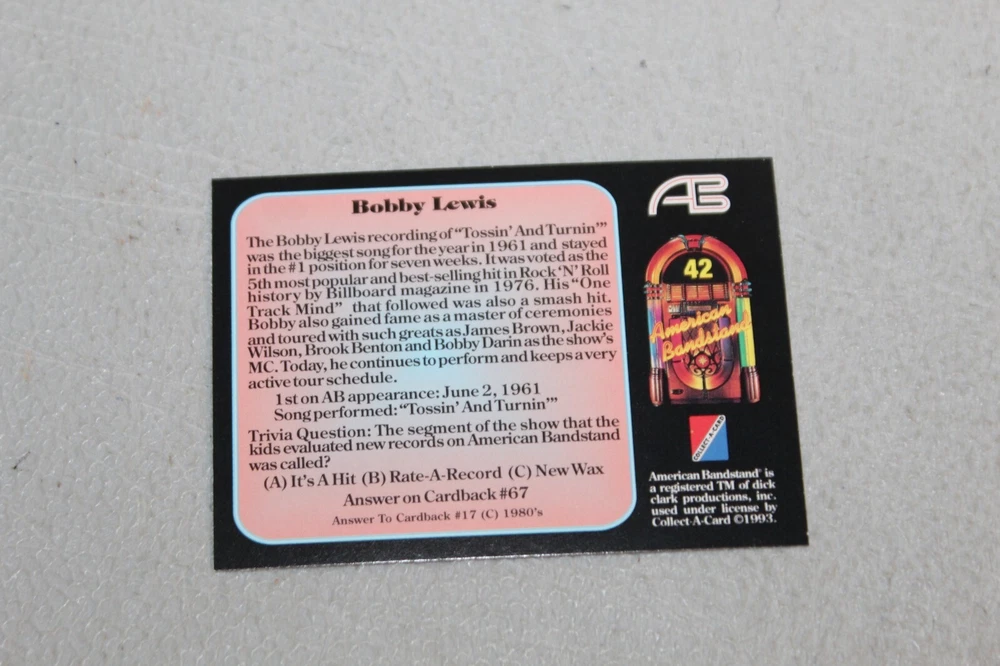 Bobby Lewis
The Bobby Lewis recording of "Tossin' And Turnin'"
was the biggest song for the year in 1961 and stayed
in the #1 position for seven weeks. It was voted as the
5th most popular and best-selling hit in Rock 'N' Roll
history by Billboard magazine in 1976. His "One
Track Mind" that followed was also a smash hit.
Bobby also gained fame as a master of ceremonies
and toured with such greats as James Brown, Jackie
Wilson, Brook Benton and Bobby Darin as the show's
MC. Today, he continues to perform and keeps a very
active tour schedule.
1st on AB appearance: June 2, 1961
Song performed: "Tossin' And Turnin'"
Trivia Question: The segment of the show that the
kids evaluated new records on American Bandstand
was called?
(A) It's A Hit (B) Rate-A-Record (C) New Wax
Answer on Cardback #67
Answer To Cardback #17 (C) 1980's
AB
42
American
Bandstand
COLLECT-A-CARD
American Bandstand® is
a registered TM of dick
clark productions, inc.
used under license by
Collect-A-Card ©1993.